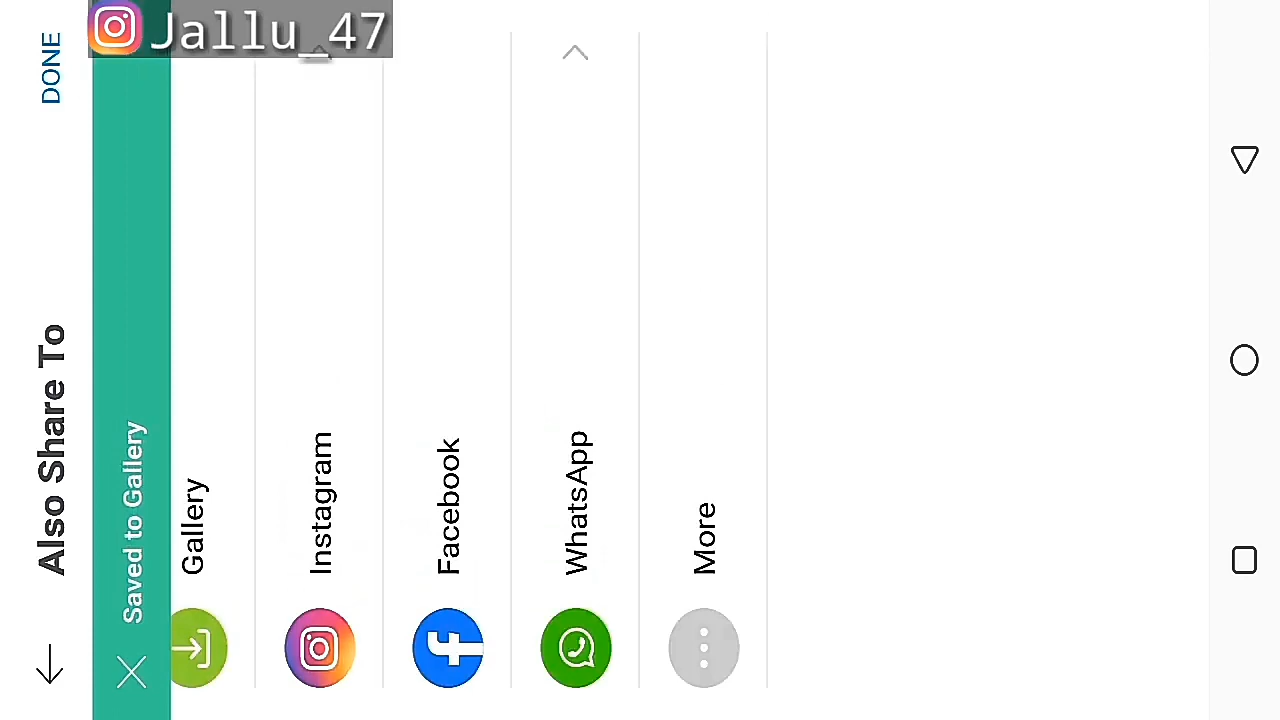 Jallu_47
Also Share To
DONE
Saved to Gallery
Gallery
Instagram
Facebook
WhatsApp
More